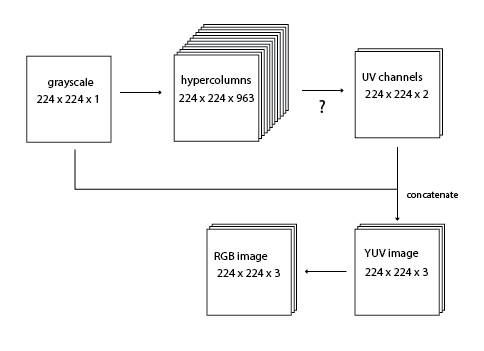 grayscale
224 x 224 x 1
hypercolumns
224 x 224 x 963
?
UV channels
224 x 224 x 2
concatenate
RGB image
224 x 224 x 3
YUV image
224 x 224 x 3